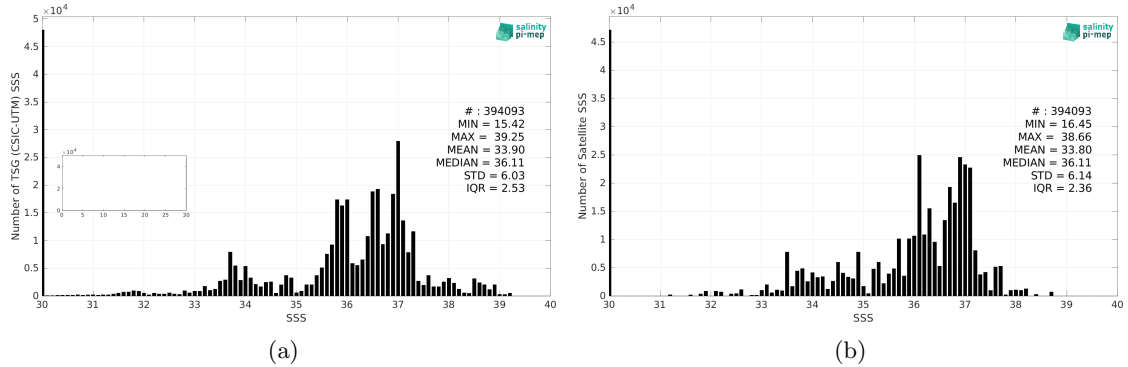 ×10⁴
5
4.5
4
3.5
3
2.5
2
1.5
1
0.5
0
30 31 32 33 34 35 36 37 38 39 40
SSS
Number of TSG (CSIC-UTM) SSS
salinity
pi-mep
# : 394093
MIN = 15.42
MAX = 39.25
MEAN = 33.90
MEDIAN = 36.11
STD = 6.03
IQR = 2.53
×10⁴
4
2
0
0 5 10 15 20 25 30
(a)
×10⁴
4.5
4
3.5
3
2.5
2
1.5
1
0.5
0
30 31 32 33 34 35 36 37 38 39 40
SSS
Number of Satellite SSS
salinity
pi-mep
# : 394093
MIN = 16.45
MAX = 38.66
MEAN = 33.80
MEDIAN = 36.11
STD = 6.14
IQR = 2.36
(b)